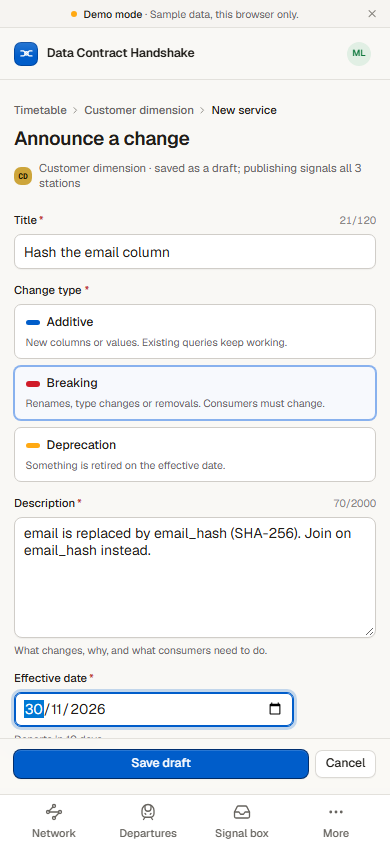 Demo mode · Sample data, this browser only.
Data Contract Handshake
ML
Timetable > Customer dimension > New service
Announce a change
CD
Customer dimension · saved as a draft; publishing signals all 3
stations
Title *
21/120
Hash the email column
Change type *
Additive
New columns or values. Existing queries keep working.
Breaking
Renames, type changes or removals. Consumers must change.
Deprecation
Something is retired on the effective date.
Description *
70/2000
email is replaced by email_hash (SHA-256). Join on
email_hash instead.
What changes, why, and what consumers need to do.
Effective date *
30/11/2026
Save draft
Cancel
Network
Departures
Signal box
More